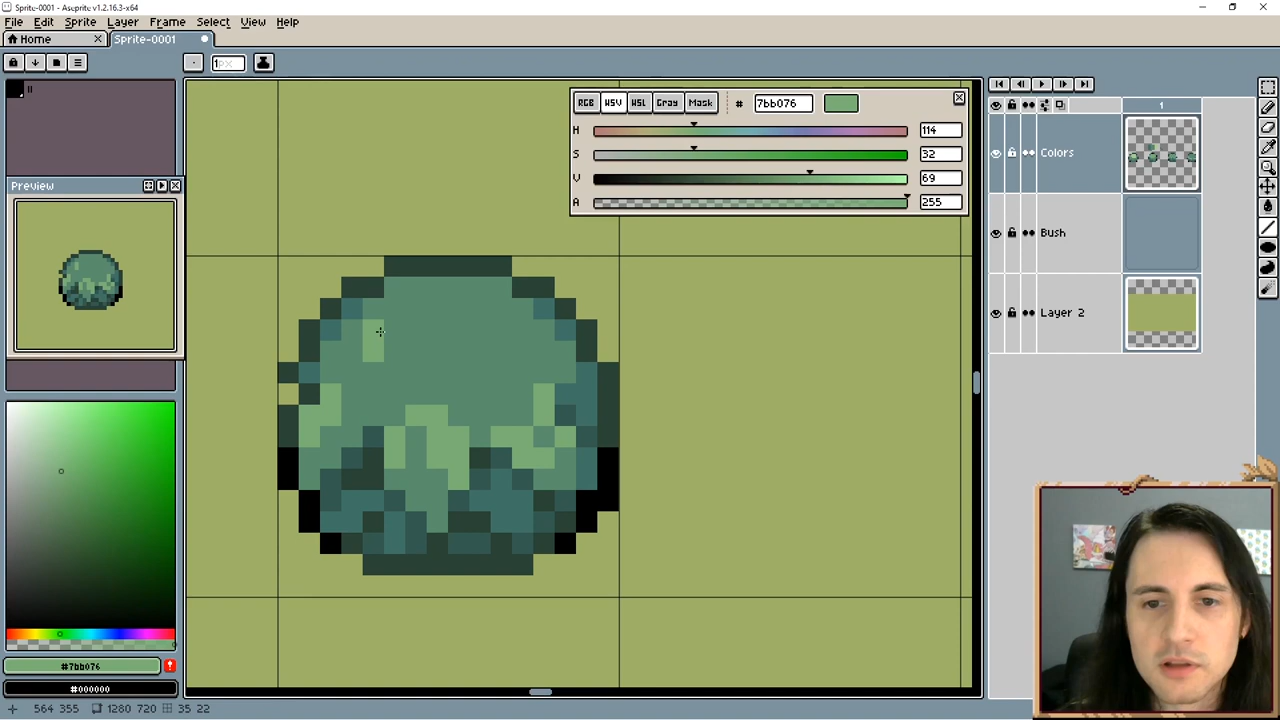 Sprite-0001 - Aseprite v1.2.16.3-x64
File Edit Sprite Layer Frame Select View Help
Home
Sprite-0001
1px
RGB HSV HSL Gray Mask # 7bb076
1
H 114
S 32
V 69
A 255
Colors
Preview
Bush
Layer 2
#7bb076
#000000
564 355 1280 720 35 22